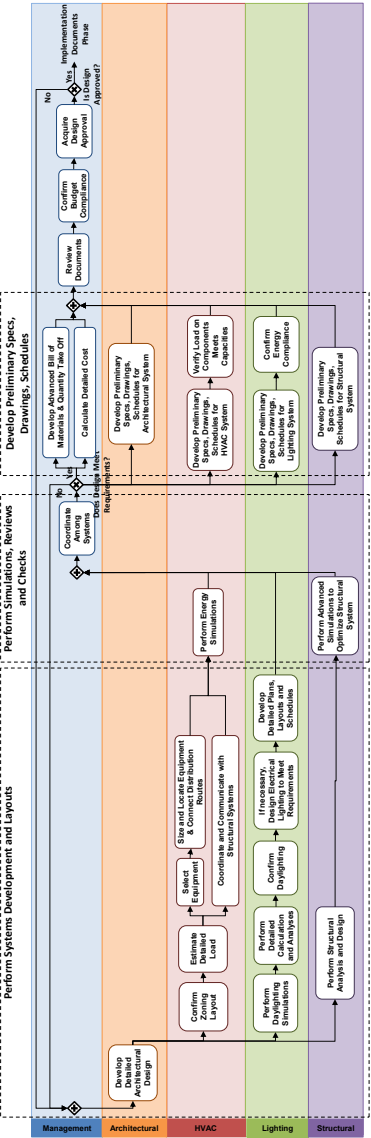 Perform Systems Development and Layouts
Perform Simulations, Reviews
and Checks
Develop Preliminary Specs,
Drawings, Schedules
Management
Coordinate
Among
Systems
No
Yes
Does Design Meet
Requirements?
Develop Advanced Bill of
Materials & Quantity Take Off
Calculate Detailed Cost
Review
Documents
Confirm
Budget
Compliance
Acquire
Design
Approval
No
Yes
Is Design
Approved?
Implementation
Documents
Phase
Architectural
Develop
Detailed
Architectural
Design
Develop Preliminary
Specs, Drawings,
Schedules for
Architectural System
HVAC
Confirm
Zoning
Layout
Estimate
Detailed
Load
Select
Equipment
Size and Locate Equipment
& Connect Distribution
Routes
Coordinate and Communicate with
Structural Systems
Perform Energy
Simulations
Develop Preliminary
Specs, Drawings,
Schedules for
HVAC System
Verify Load on
Components
Meets
Capacities
Lighting
Perform
Daylighting
Simulations
Perform
Detailed
Calculation
and Analyses
Confirm
Daylighting
If necessary,
Design Electrical
Lighting to Meet
Requirements
Develop
Detailed Plans,
Layouts and
Schedules
Develop Preliminary
Specs, Drawings,
Schedules for
Lighting System
Confirm
Energy
Compliance
Structural
Perform Structural
Analysis and Design
Perform Advanced
Simulations to
Optimize Structural
System
Develop Preliminary
Specs, Drawings,
Schedules for Structural
System